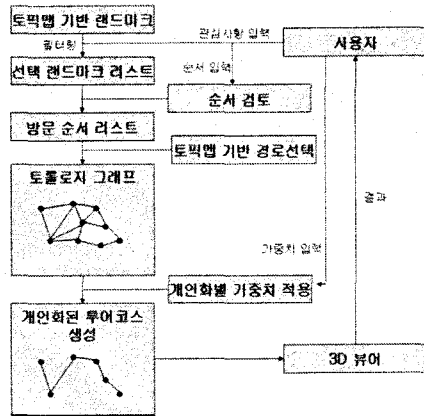 토픽맵 기반 랜드마크
관심사항 입력
사용자
필터링
선택 랜드마크 리스트
순서 입력
순서 검토
방문 순서 리스트
토픽맵 기반 경로선택
토폴로지 그래프
결과
가중치 입력
개인화별 가중치 적용
개인화된 투어코스
생성
3D 뷰어